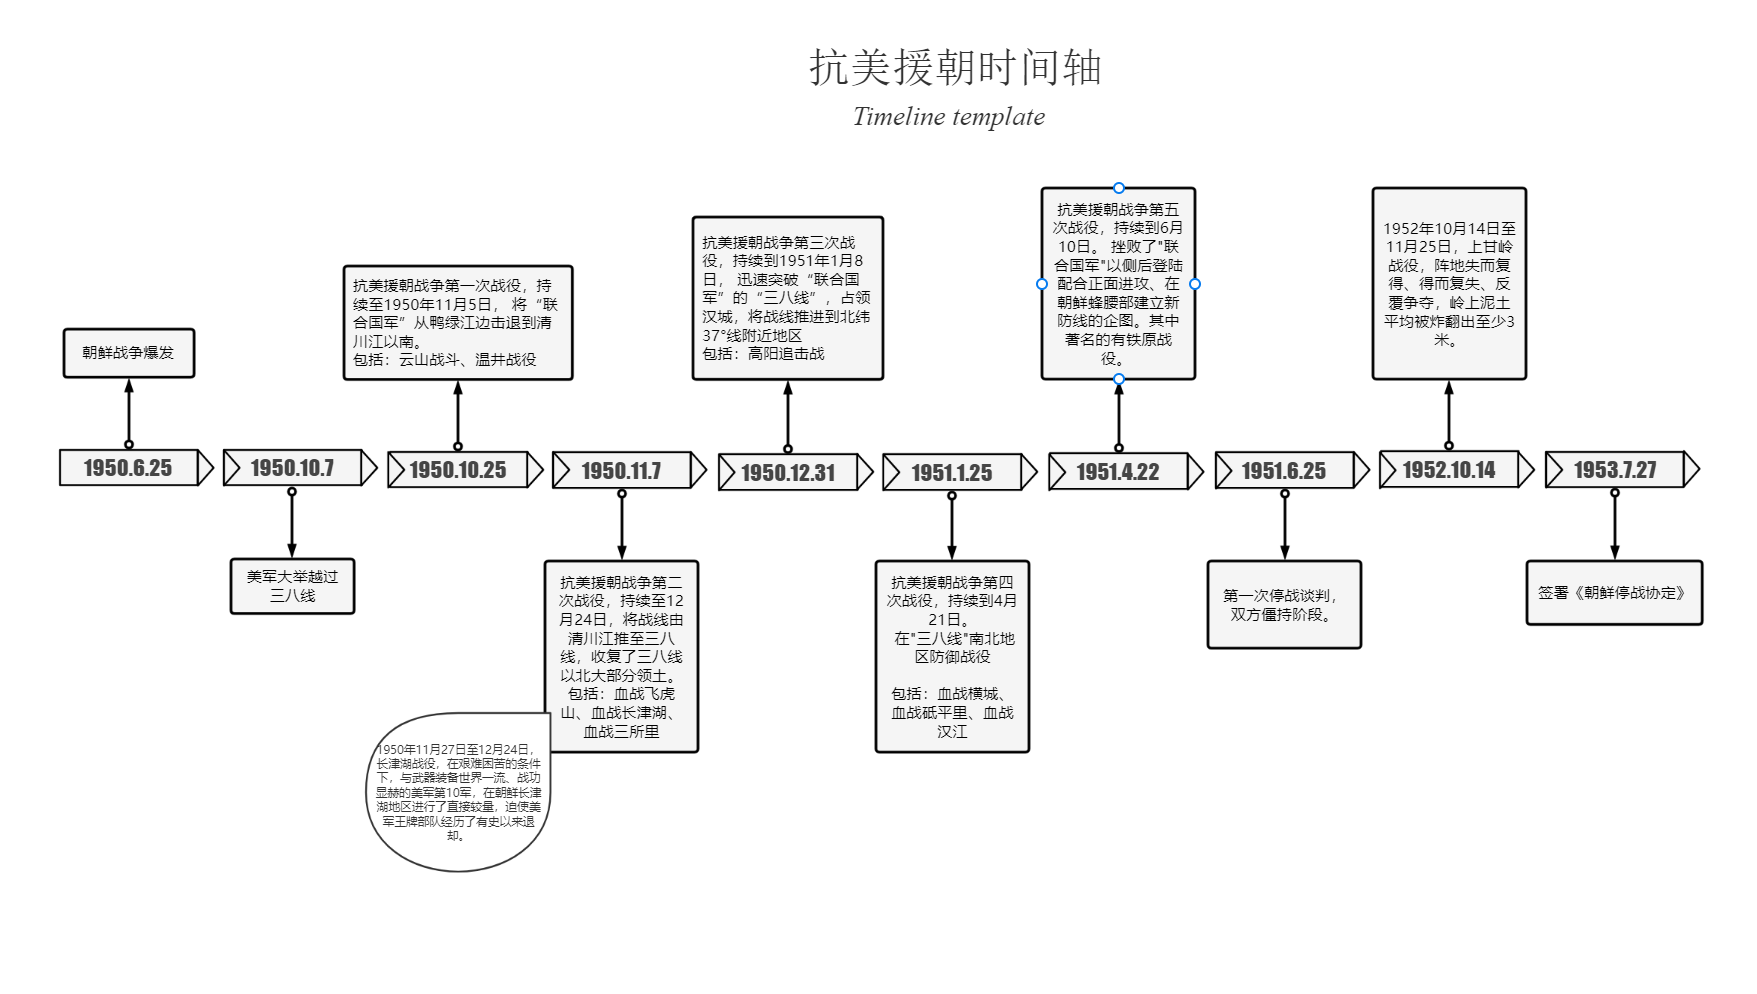 抗美援朝时间轴
Timeline template
朝鲜战争爆发
抗美援朝战争第一次战役，持
续至1950年11月5日， 将“联
合国军”从鸭绿江边击退到清
川江以南。
包括：云山战斗、温井战役
抗美援朝战争第三次战
役，持续到1951年1月8
日， 迅速突破“联合国
军”的“三八线”，占领
汉城，将战线推进到北纬
37°线附近地区
包括：高阳追击战
抗美援朝战争第五
次战役，持续到6月
10日。 挫败了"联
合国军"以侧后登陆
配合正面进攻、在
朝鲜蜂腰部建立新
防线的企图。其中
著名的有铁原战
役。
1952年10月14日至
11月25日，上甘岭
战役，阵地失而复
得、得而复失、反
覆争夺，岭上泥土
平均被炸翻出至少3
米。
1950.6.25
1950.10.7
1950.10.25
1950.11.7
1950.12.31
1951.1.25
1951.4.22
1951.6.25
1952.10.14
1953.7.27
美军大举越过
三八线
抗美援朝战争第二
次战役，持续至12
月24日，将战线由
清川江推至三八
线，收复了三八线
以北大部分领土。
包括：血战飞虎
山、血战长津湖、
血战三所里
抗美援朝战争第四
次战役，持续到4月
21日。
在"三八线"南北地
区防御战役
包括：血战横城、
血战砥平里、血战
汉江
第一次停战谈判，
双方僵持阶段。
签署《朝鲜停战协定》
1950年11月27日至12月24日，
长津湖战役，在艰难困苦的条件
下，与武器装备世界一流、战功
显赫的美军第10军，在朝鲜长津
湖地区进行了直接较量，迫使美
军王牌部队经历了有史以来退
却。